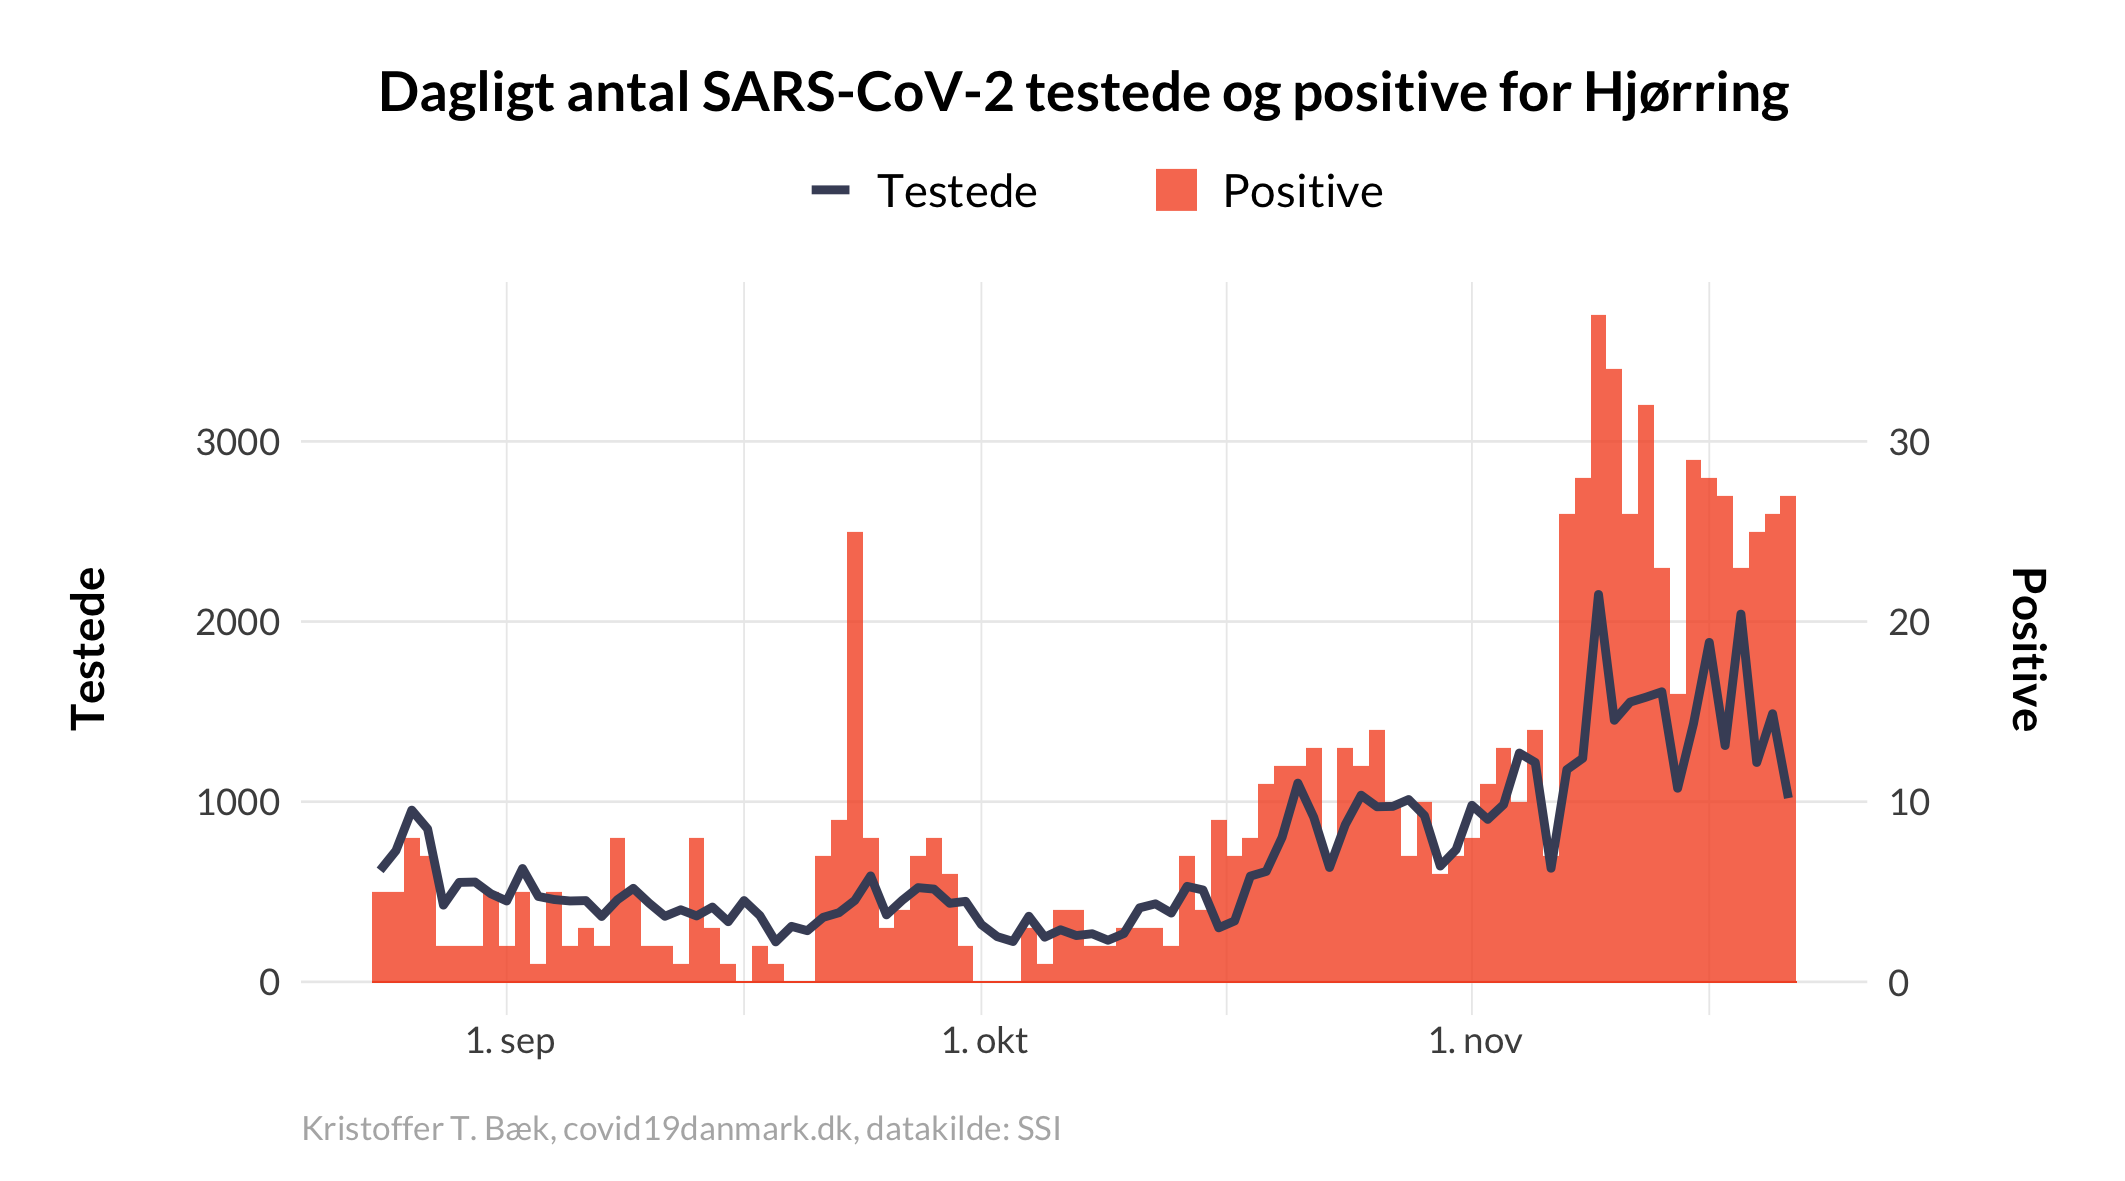 Dagligt antal SARS-CoV-2 testede og positive for Hjørring
Testede
Positive
3000
2000
1000
0
30
20
10
0
Testede
Positive
1. sep
1. okt
1. nov
Kristoffer T. Bæk, covid19danmark.dk, datakilde: SSI